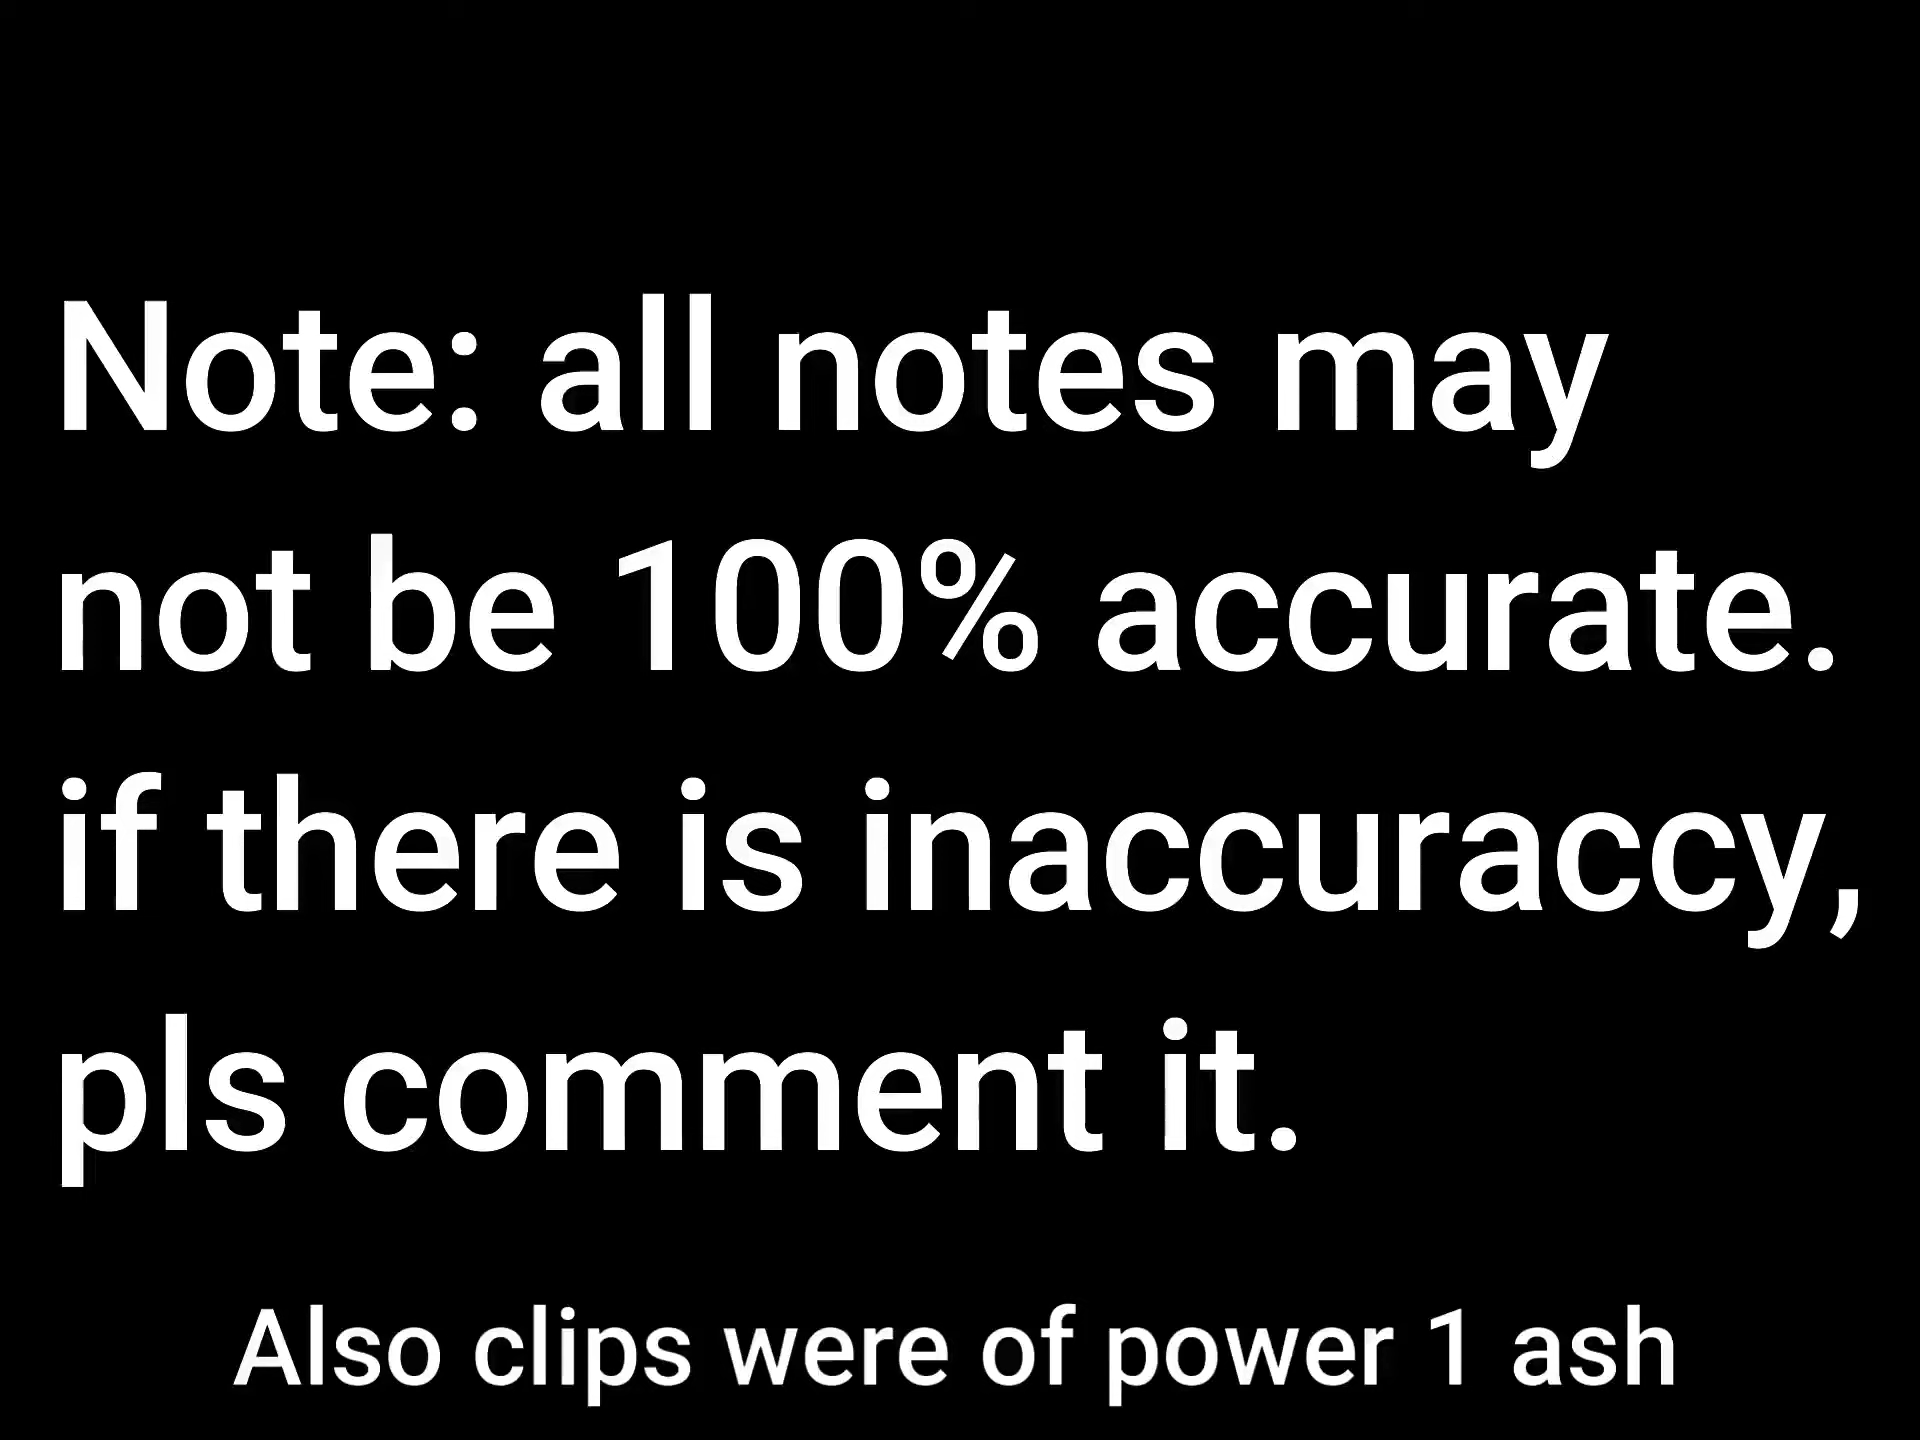 Note: all notes may
not be 100% accurate.
if there is inaccuraccy,
pls comment it.
Also clips were of power 1 ash